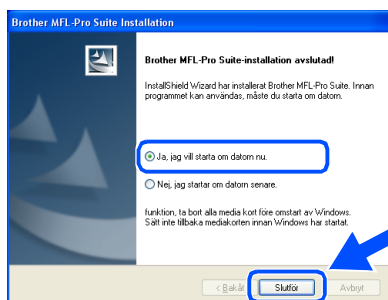 Brother MFL-Pro Suite Installation
Brother MFL-Pro Suite-installation avslutad!
InstallShield Wizard har installerat Brother MFL-Pro Suite. Innan
programmet kan användas, måste du starta om datorn.
Ja, jag vill starta om datorn nu.
Nej, jag startar om datorn senare.
funktion, ta bort alla media kort före omstart av Windows.
Sätt inte tillbaka mediakorten innan Windows har startat.
< Bakåt Slutför Avbryt